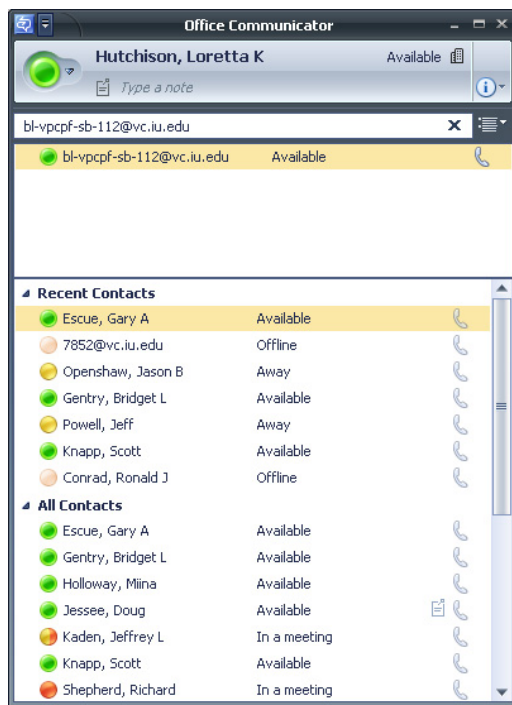 Office Communicator
Hutchison, Loretta K Available
Type a note
bl-vpcpf-sb-112@vc.iu.edu
bl-vpcpf-sb-112@vc.iu.edu Available
Recent Contacts
Escue, Gary A Available
7852@vc.iu.edu Offline
Openshaw, Jason B Away
Gentry, Bridget L Available
Powell, Jeff Away
Knapp, Scott Available
Conrad, Ronald J Offline
All Contacts
Escue, Gary A Available
Gentry, Bridget L Available
Holloway, Miina Available
Jessee, Doug Available
Kaden, Jeffrey L In a meeting
Knapp, Scott Available
Shepherd, Richard In a meeting